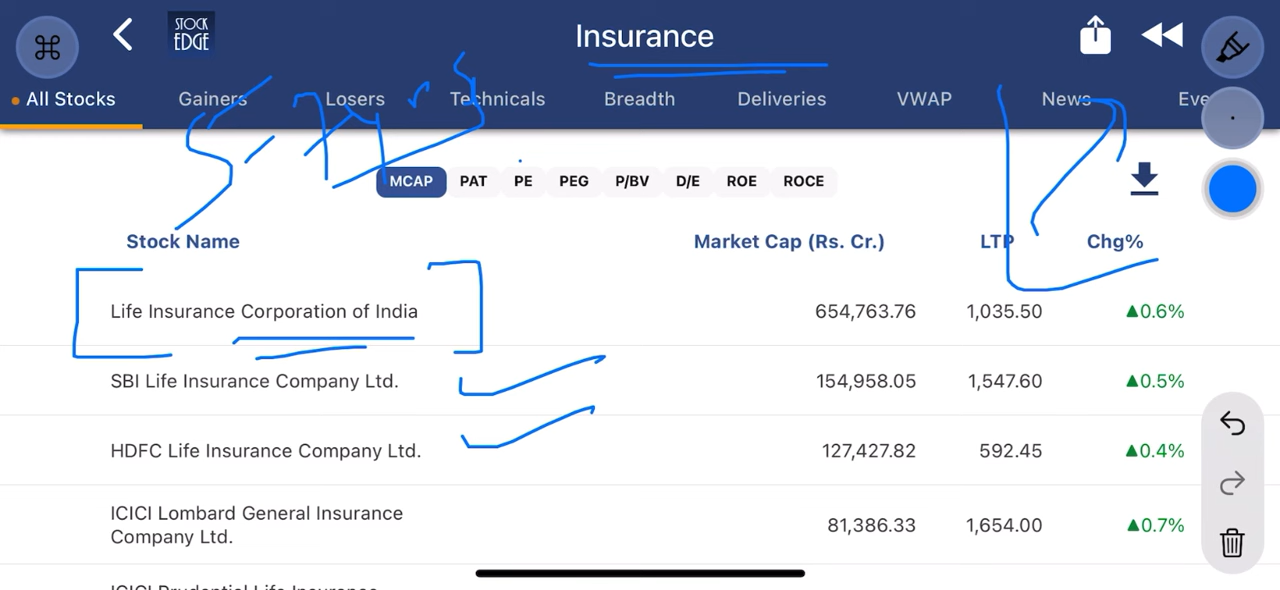 STOCK
EDGE
Insurance
All Stocks Gainers Losers Technicals Breadth Deliveries VWAP News
MCAP PAT PE PEG P/BV D/E ROE ROCE
Stock Name Market Cap (Rs. Cr.) LTP Chg%
Life Insurance Corporation of India 654,763.76 1,035.50 ▲0.6%
SBI Life Insurance Company Ltd. 154,958.05 1,547.60 ▲0.5%
HDFC Life Insurance Company Ltd. 127,427.82 592.45 ▲0.4%
ICICI Lombard General Insurance
Company Ltd. 81,386.33 1,654.00 ▲0.7%